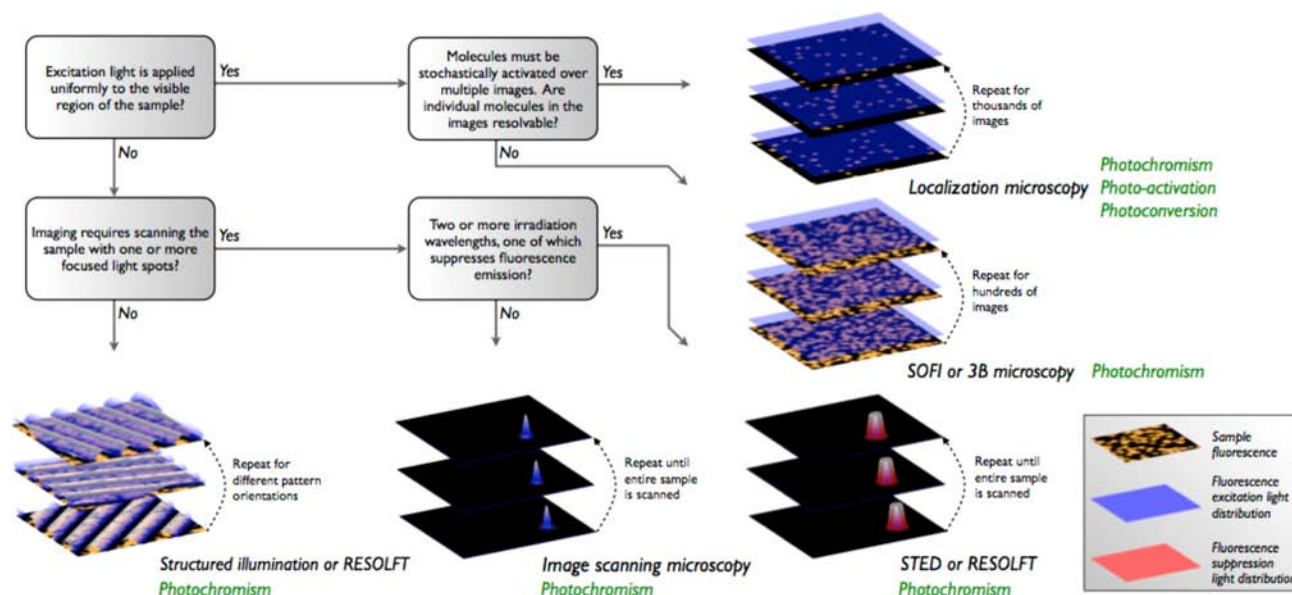 Excitation light is applied
uniformly to the visible
region of the sample?
Yes
No
Molecules must be
stochastically activated over
multiple images. Are
individual molecules in the
images resolvable?
Yes
No
Repeat for
thousands of
images
Localization microscopy
Photochromism
Photo-activation
Photoconversion
Imaging requires scanning the
sample with one or more
focused light spots?
Yes
No
Two or more irradiation
wavelengths, one of which
suppresses fluorescence
emission?
Yes
No
Repeat for
hundreds of
images
SOFI or 3B microscopy
Photochromism
Repeat for
different pattern
orientations
Structured illumination or RESOLFT
Photochromism
Repeat until
entire sample
is scanned
Image scanning microscopy
Photochromism
Repeat until
entire sample
is scanned
STED or RESOLFT
Photochromism
Sample
fluorescence
Fluorescence
excitation light
distribution
Fluorescence
suppression
light distribution